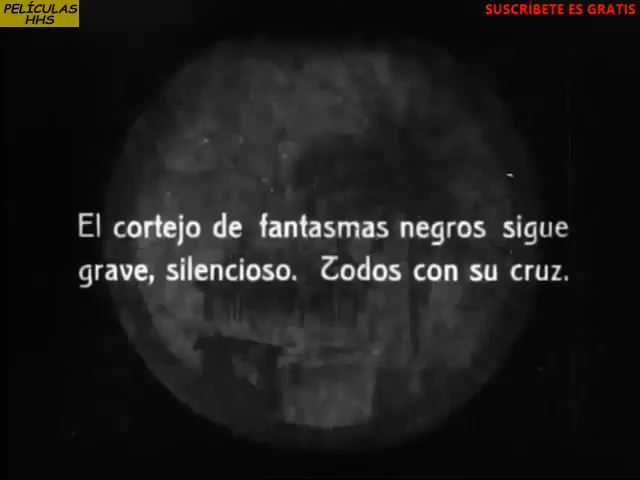 PELÍCULAS
HHS
SUSCRÍBETE ES GRATIS
El cortejo de fantasmas negros sigue
grave, silencioso. Todos con su cruz.